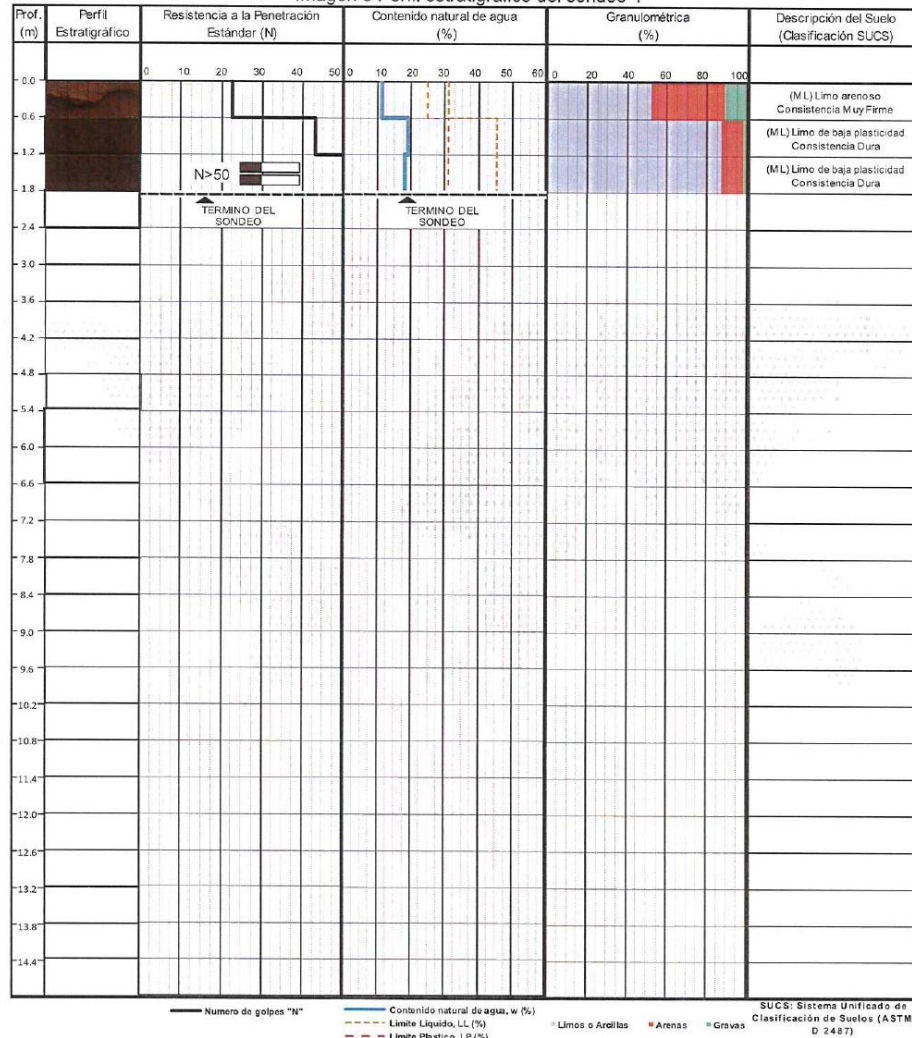 Prof.
(m)
Perfil
Estratigráfico
Resistencia a la Penetración
Estándar (N)
Contenido natural de agua
(%)
Granulométrica
(%)
Descripción del Suelo
(Clasificación SUCS)
0 10 20 30 40 50
0 10 20 30 40 50 60
0 20 40 60 80 100
0.0
0.6
1.2
1.8
2.4
3.0
3.6
4.2
4.8
5.4
6.0
6.6
7.2
7.8
8.4
9.0
9.6
10.2
10.8
11.4
12.0
12.6
13.2
13.8
14.4
N>50
TERMINO DEL
SONDEO
TERMINO DEL
SONDEO
(ML) Limo arenoso
Consistencia Muy Firme
(ML) Limo de baja plasticidad
Consistencia Dura
(ML) Limo de baja plasticidad
Consistencia Dura
Numero de golpes "N"
Contenido natural de agua, w (%)
Limite Liquido, LL (%)
Limite Plastico, LP (%)
Limos o Arcillas
Arenas
Gravas
SUCS: Sistema Unificado de
Clasificación de Suelos (ASTM
D 2487)